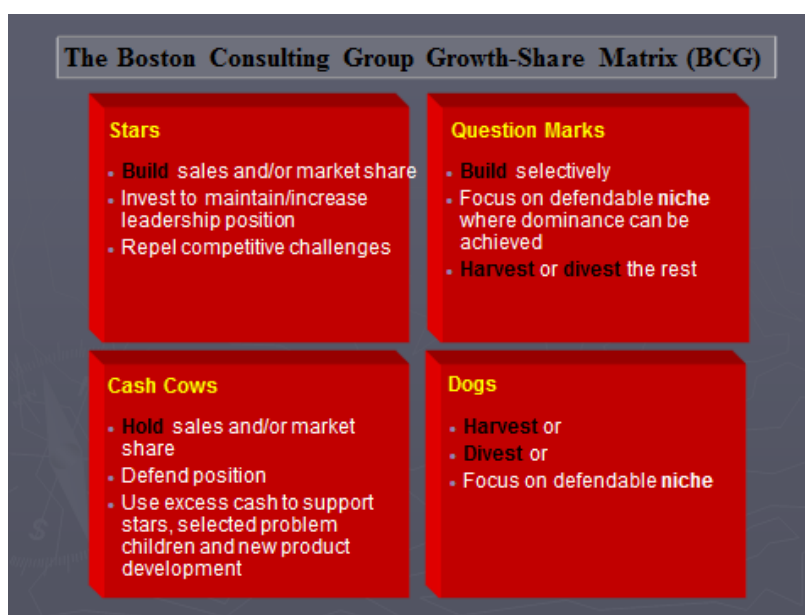 The Boston Consulting Group Growth-Share Matrix (BCG)
Stars
• Build sales and/or market share
• Invest to maintain/increase
leadership position
• Repel competitive challenges
Question Marks
• Build selectively
• Focus on defendable niche
where dominance can be
achieved
• Harvest or divest the rest
Cash Cows
• Hold sales and/or market
share
• Defend position
• Use excess cash to support
stars, selected problem
children and new product
development
Dogs
• Harvest or
• Divest or
• Focus on defendable niche